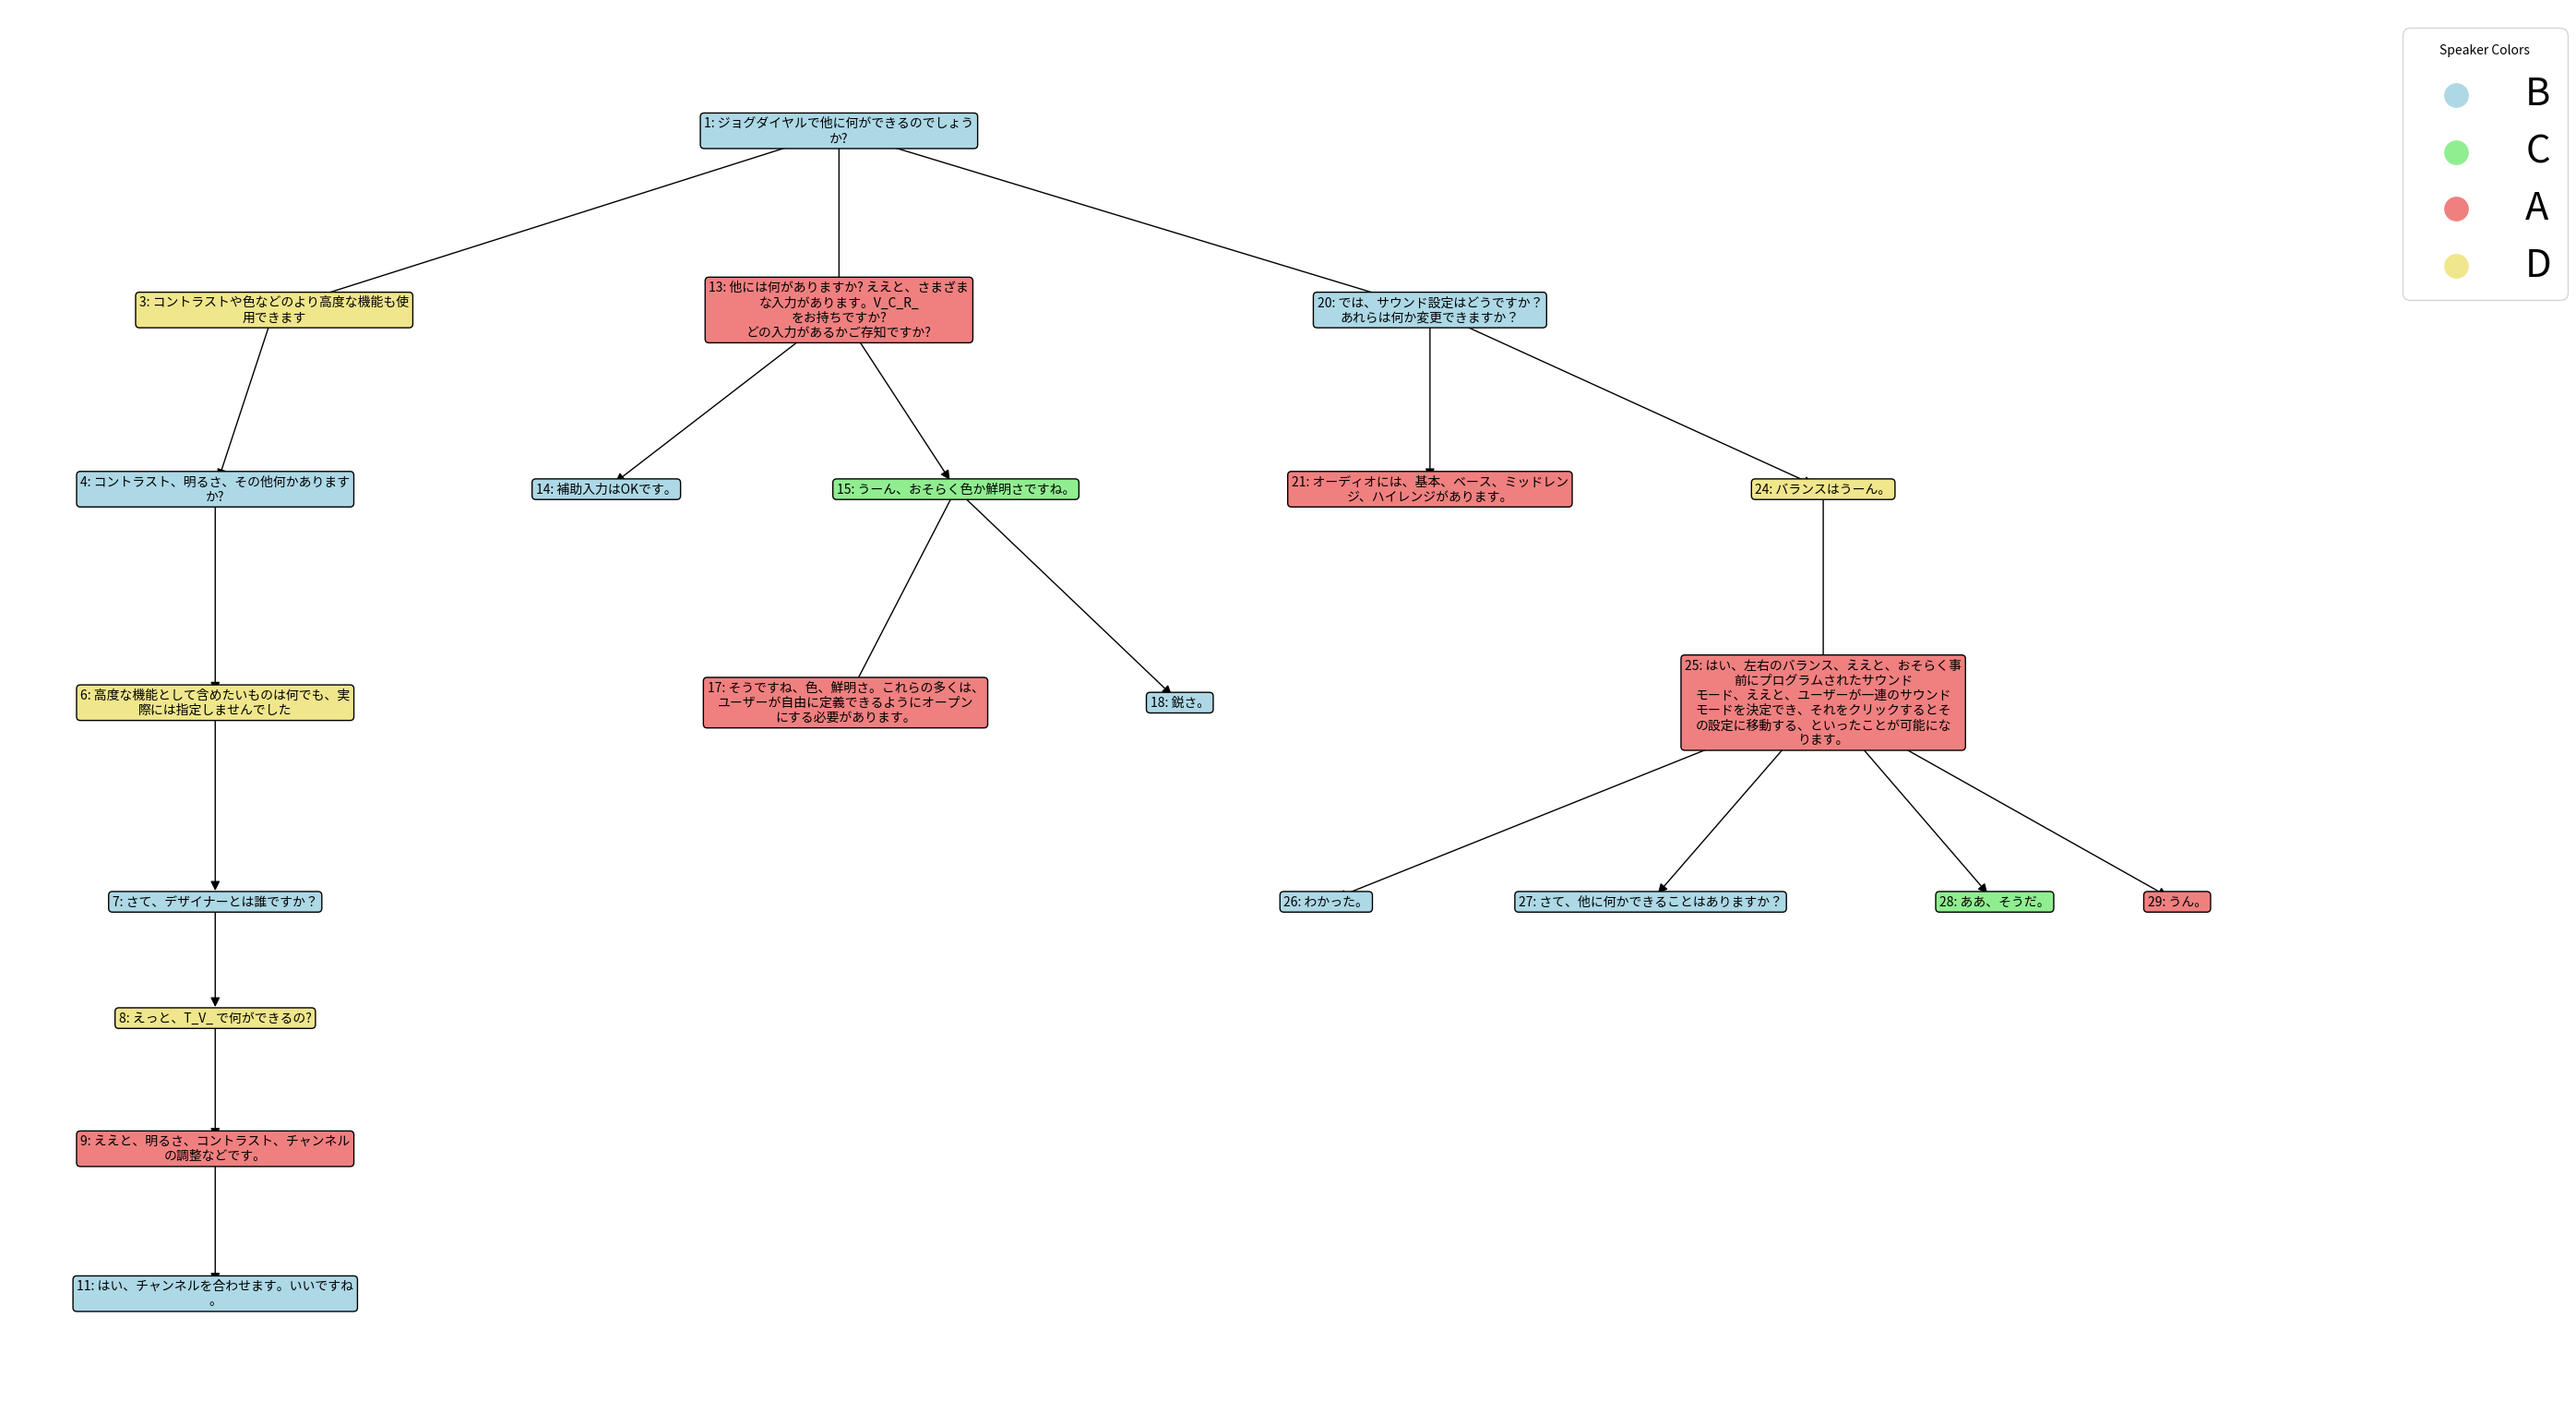 Speaker Colors
B
C
A
D
1: ジョグダイヤルで他に何ができるのでしょう
か?
3: コントラストや色などのより高度な機能も使
用できます
13: 他には何がありますか? ええと、さまざま
な入力があります。V_C_R_
をお持ちですか?
どの入力があるかご存知ですか?
20: では、サウンド設定はどうですか？
あれらは何か変更できますか？
4: コントラスト、明るさ、その他何かあります
か?
14: 補助入力はOKです。
15: うーん、おそらく色か鮮明さですね。
21: オーディオには、基本、ベース、ミッドレン
ジ、ハイレンジがあります。
24: バランスはうーん。
6: 高度な機能として含めたいものは何でも、実
際には指定しませんでした
17: そうですね、色、鮮明さ。これらの多くは、
ユーザーが自由に定義できるようにオープン
にする必要があります。
18: 鋭さ。
25: はい、左右のバランス、ええと、おそらく事
前にプログラムされたサウンド
モード、ええと、ユーザーが一連のサウンド
モードを決定でき、それをクリックするとそ
の設定に移動する、といったことが可能にな
ります。
7: さて、デザイナーとは誰ですか？
26: わかった。
27: さて、他に何かできることはありますか？
28: ああ、そうだ。
29: うん。
8: えっと、T_V_ で何ができるの?
9: ええと、明るさ、コントラスト、チャンネル
の調整などです。
11: はい、チャンネルを合わせます。いいですね
。